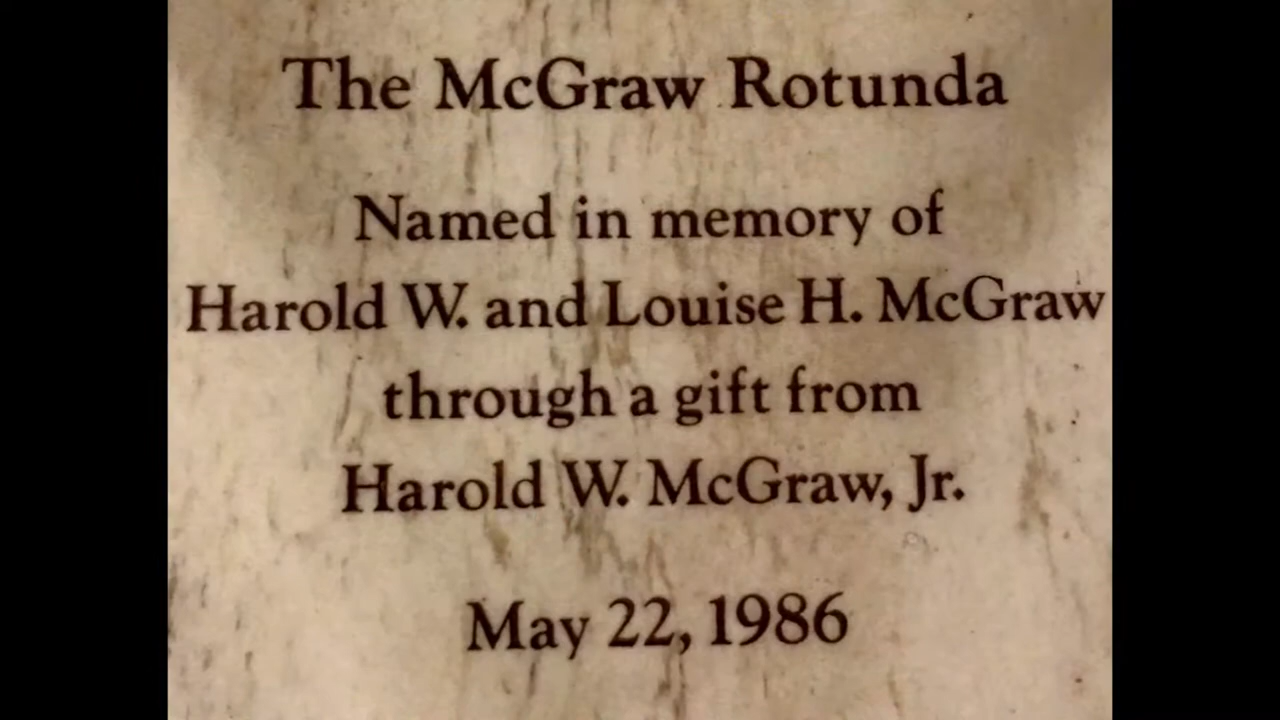 The McGraw Rotunda
Named in memory of
Harold W. and Louise H. McGraw
through a gift from
Harold W. McGraw, Jr.
May 22, 1986